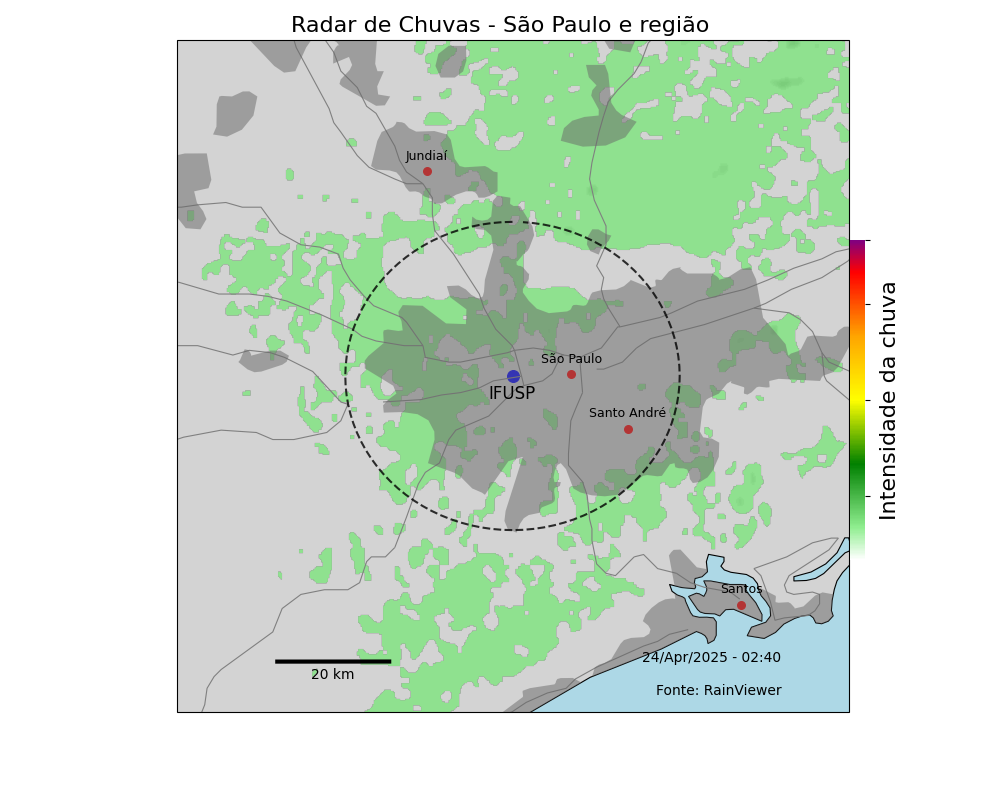 Radar de Chuvas - São Paulo e região
Jundiaí
São Paulo
IFUSP
Santo André
Intensidade da chuva
Santos
24/Apr/2025 - 02:40
20 km
Fonte: RainViewer